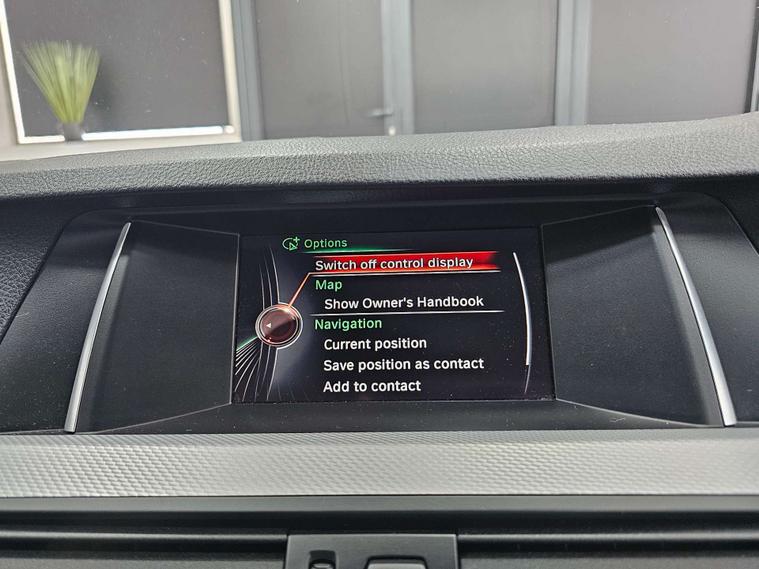 Options
Switch off control display
Map
Show Owner's Handbook
Navigation
Current position
Save position as contact
Add to contact